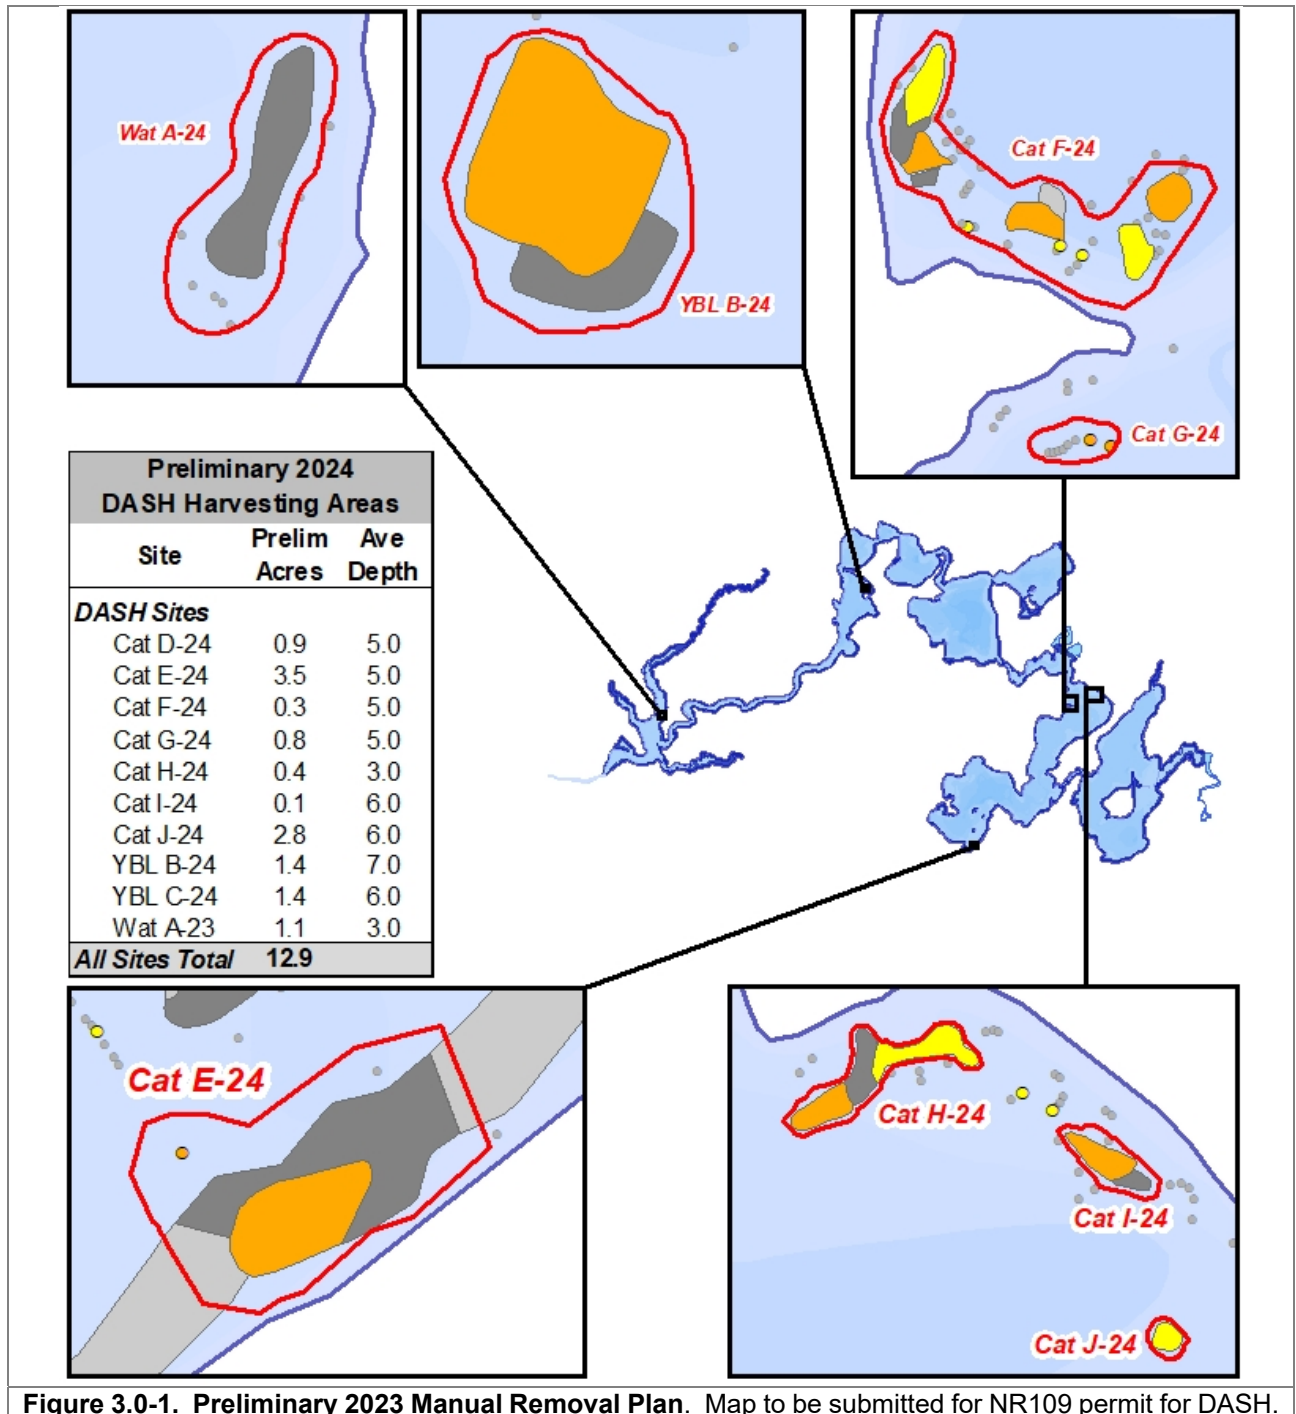 Wat A-24
YBL B-24
Cat F-24
Cat G-24
Preliminary 2024
DASH Harvesting Areas
Site Prelim Acres Ave Depth
DASH Sites
Cat D-24 0.9 5.0
Cat E-24 3.5 5.0
Cat F-24 0.3 5.0
Cat G-24 0.8 5.0
Cat H-24 0.4 3.0
Cat I-24 0.1 6.0
Cat J-24 2.8 6.0
YBL B-24 1.4 7.0
YBL C-24 1.4 6.0
Wat A-23 1.1 3.0
All Sites Total 12.9
Cat E-24
Cat H-24
Cat I-24
Cat J-24
Figure 3.0-1. Preliminary 2023 Manual Removal Plan. Map to be submitted for NR109 permit for DASH.